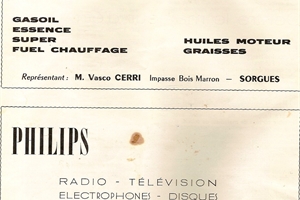 GASOIL
ESSENCE
SUPER
FUEL CHAUFFAGE
HUILES MOTEUR
GRAISSES
Représentant : M. Vasco CERRI Impasse Bois Marron — SORGUES
PHILIPS
RADIO - TÉLÉVISION
ELECTROPHONES - DISQUES